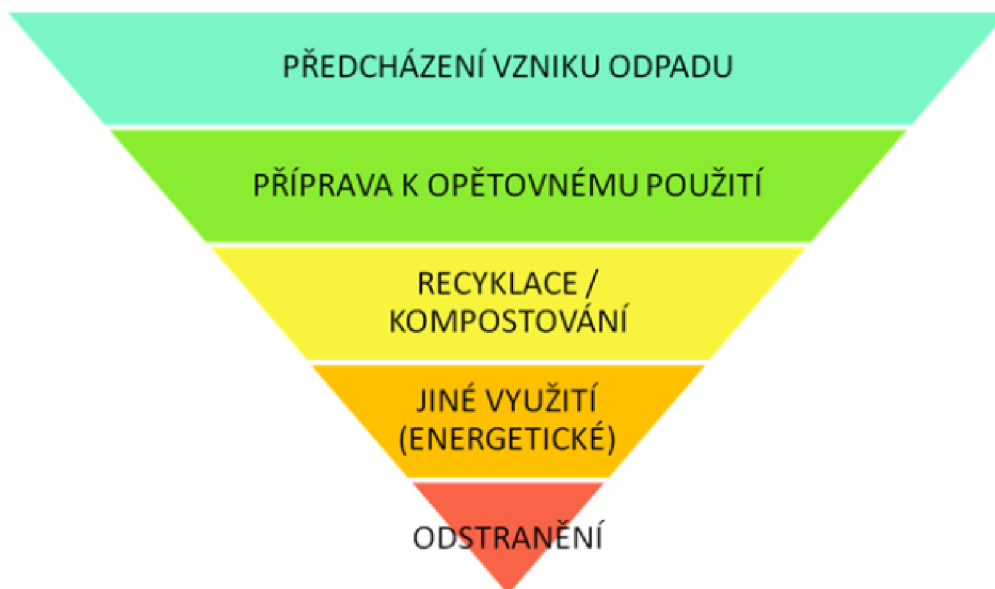 PŘEDCHÁZENÍ VZNIKU ODPADU
PŘÍPRAVA K OPĚTOVNÉMU POUŽITÍ
RECYKLACE /
KOMPOSTOVÁNÍ
JINÉ VYUŽITÍ
(ENERGETICKÉ)
ODSTRANĚNÍ